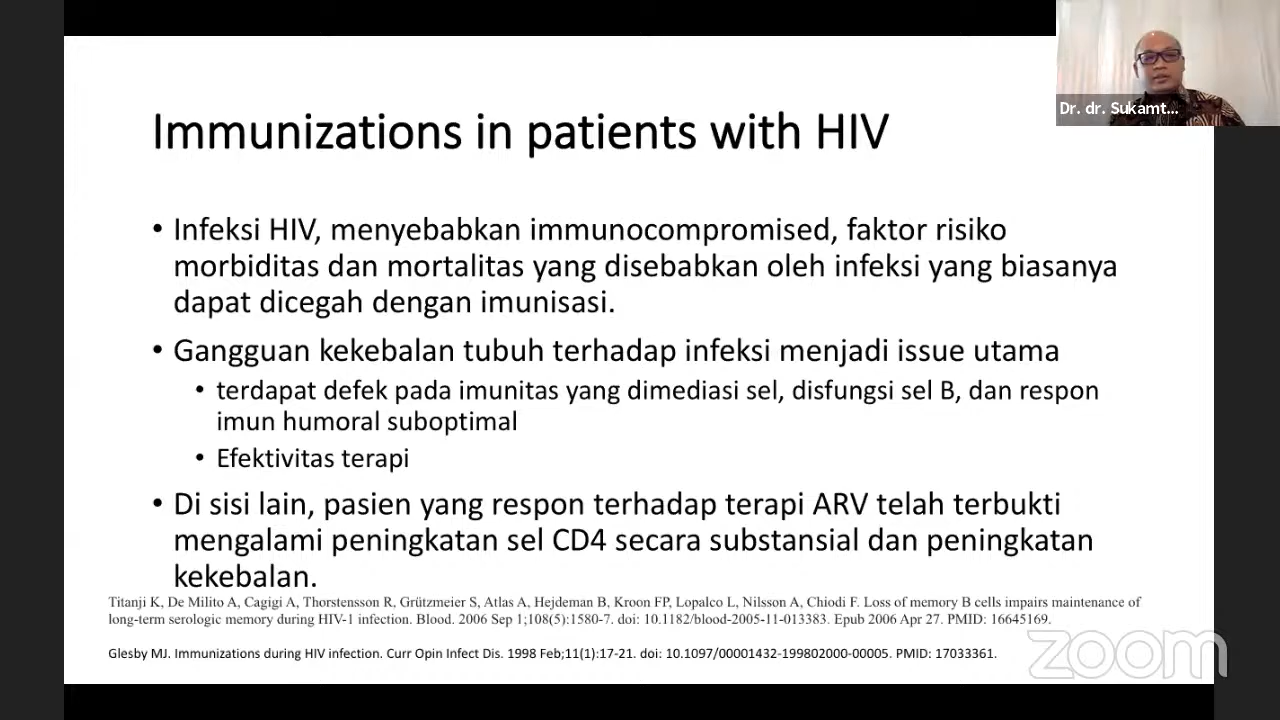 Dr. dr. Sukamt...
Immunizations in patients with HIV
• Infeksi HIV, menyebabkan immunocompromised, faktor risiko
morbiditas dan mortalitas yang disebabkan oleh infeksi yang biasanya
dapat dicegah dengan imunisasi.
• Gangguan kekebalan tubuh terhadap infeksi menjadi issue utama
• terdapat defek pada imunitas yang dimediasi sel, disfungsi sel B, dan respon
imun humoral suboptimal
• Efektivitas terapi
• Di sisi lain, pasien yang respon terhadap terapi ARV telah terbukti
mengalami peningkatan sel CD4 secara substansial dan peningkatan
kekebalan.
Titanji K, De Milito A, Cagigi A, Thorstensson R, Grützmeier S, Atlas A, Hejdeman B, Kroon FP, Lopalco L, Nilsson A, Chiodi F. Loss of memory B cells impairs maintenance of
long-term serologic memory during HIV-1 infection. Blood. 2006 Sep 1;108(5):1580-7. doi: 10.1182/blood-2005-11-013383. Epub 2006 Apr 27. PMID: 16645169.
Glesby MJ. Immunizations during HIV infection. Curr Opin Infect Dis. 1998 Feb;11(1):17-21. doi: 10.1097/00001432-199802000-00005. PMID: 17033361.
zoom